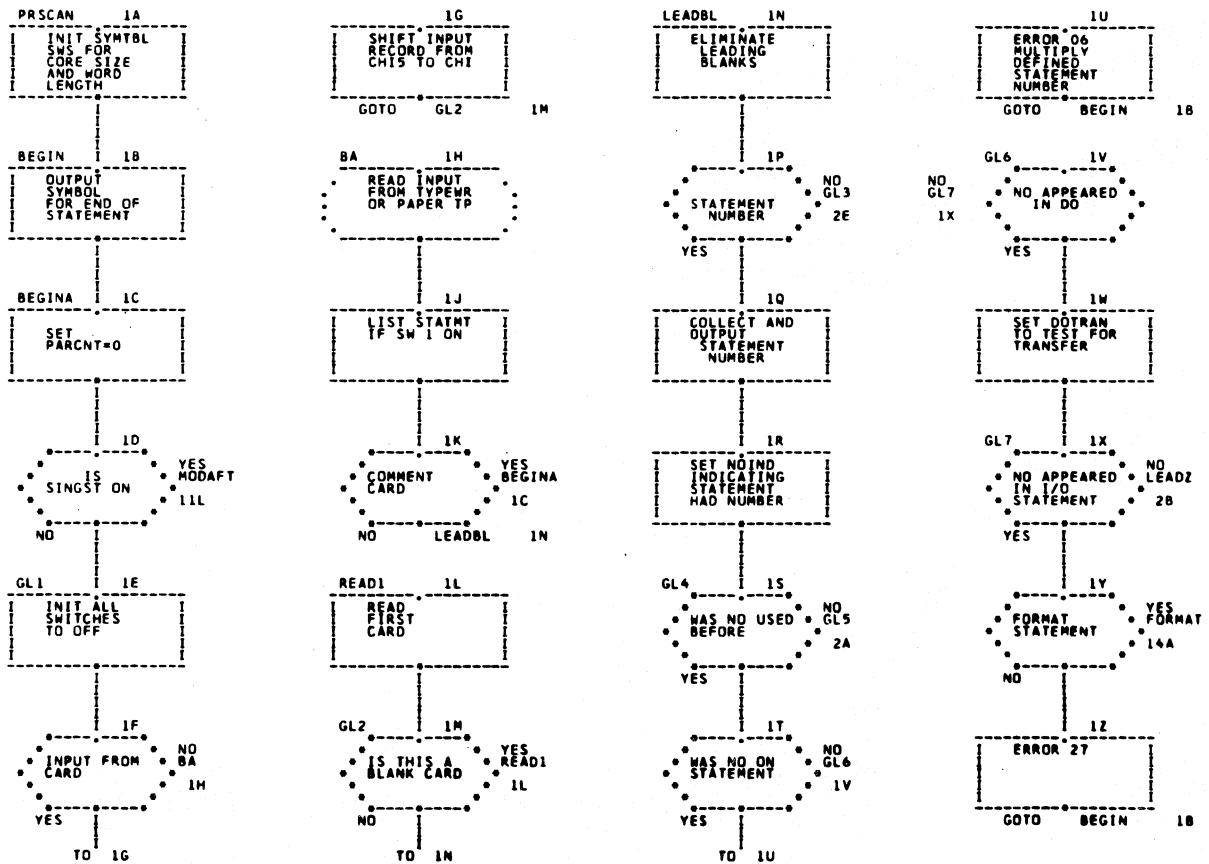 PRSCAN 1A
INIT SYMTBL
SWS FOR
CORE SIZE
AND WORD
LENGTH
BEGIN 1B
OUTPUT
SYMBOL
FOR END OF
STATEMENT
BEGINA 1C
SET
PARCNT=0
1D
IS
SINGST ON
YES
MODAFT
11L
NO
GL1 1E
INIT ALL
SWITCHES
TO OFF
1F
INPUT FROM
CARD
NO
BA
1H
YES
TO 1G
1G
SHIFT INPUT
RECORD FROM
CHI5 TO CHI
GOTO GL2 1M
BA 1H
READ INPUT
FROM TYPEWR
OR PAPER TP
1J
LIST STATMT
IF SW 1 ON
1K
COMMENT
CARD
YES
BEGINA
1C
NO LEADBL 1N
READ1 1L
READ
FIRST
CARD
GL2 1M
IS THIS A
BLANK CARD
YES
READ1
1L
NO
TO 1N
LEADBL 1N
ELIMINATE
LEADING
BLANKS
1P
STATEMENT
NUMBER
NO
GL3
2E
YES
1Q
COLLECT AND
OUTPUT
STATEMENT
NUMBER
1R
SET NOIND
INDICATING
STATEMENT
HAD NUMBER
GL4 1S
WAS NO USED
BEFORE
NO
GL5
2A
YES
1T
WAS NO ON
STATEMENT
NO
GL6
1V
YES
TO 1U
1U
ERROR 06
MULTIPLY
DEFINED
STATEMENT
NUMBER
GOTO BEGIN 1B
GL6 1V
NO APPEARED
IN DO
NO
GL7
1X
YES
1W
SET DOTRAN
TO TEST FOR
TRANSFER
GL7 1X
NO APPEARED
IN I/O
STATEMENT
NO
LEADZ
2B
YES
1Y
FORMAT
STATEMENT
YES
FORMAT
14A
NO
1Z
ERROR 27
GOTO BEGIN 1B